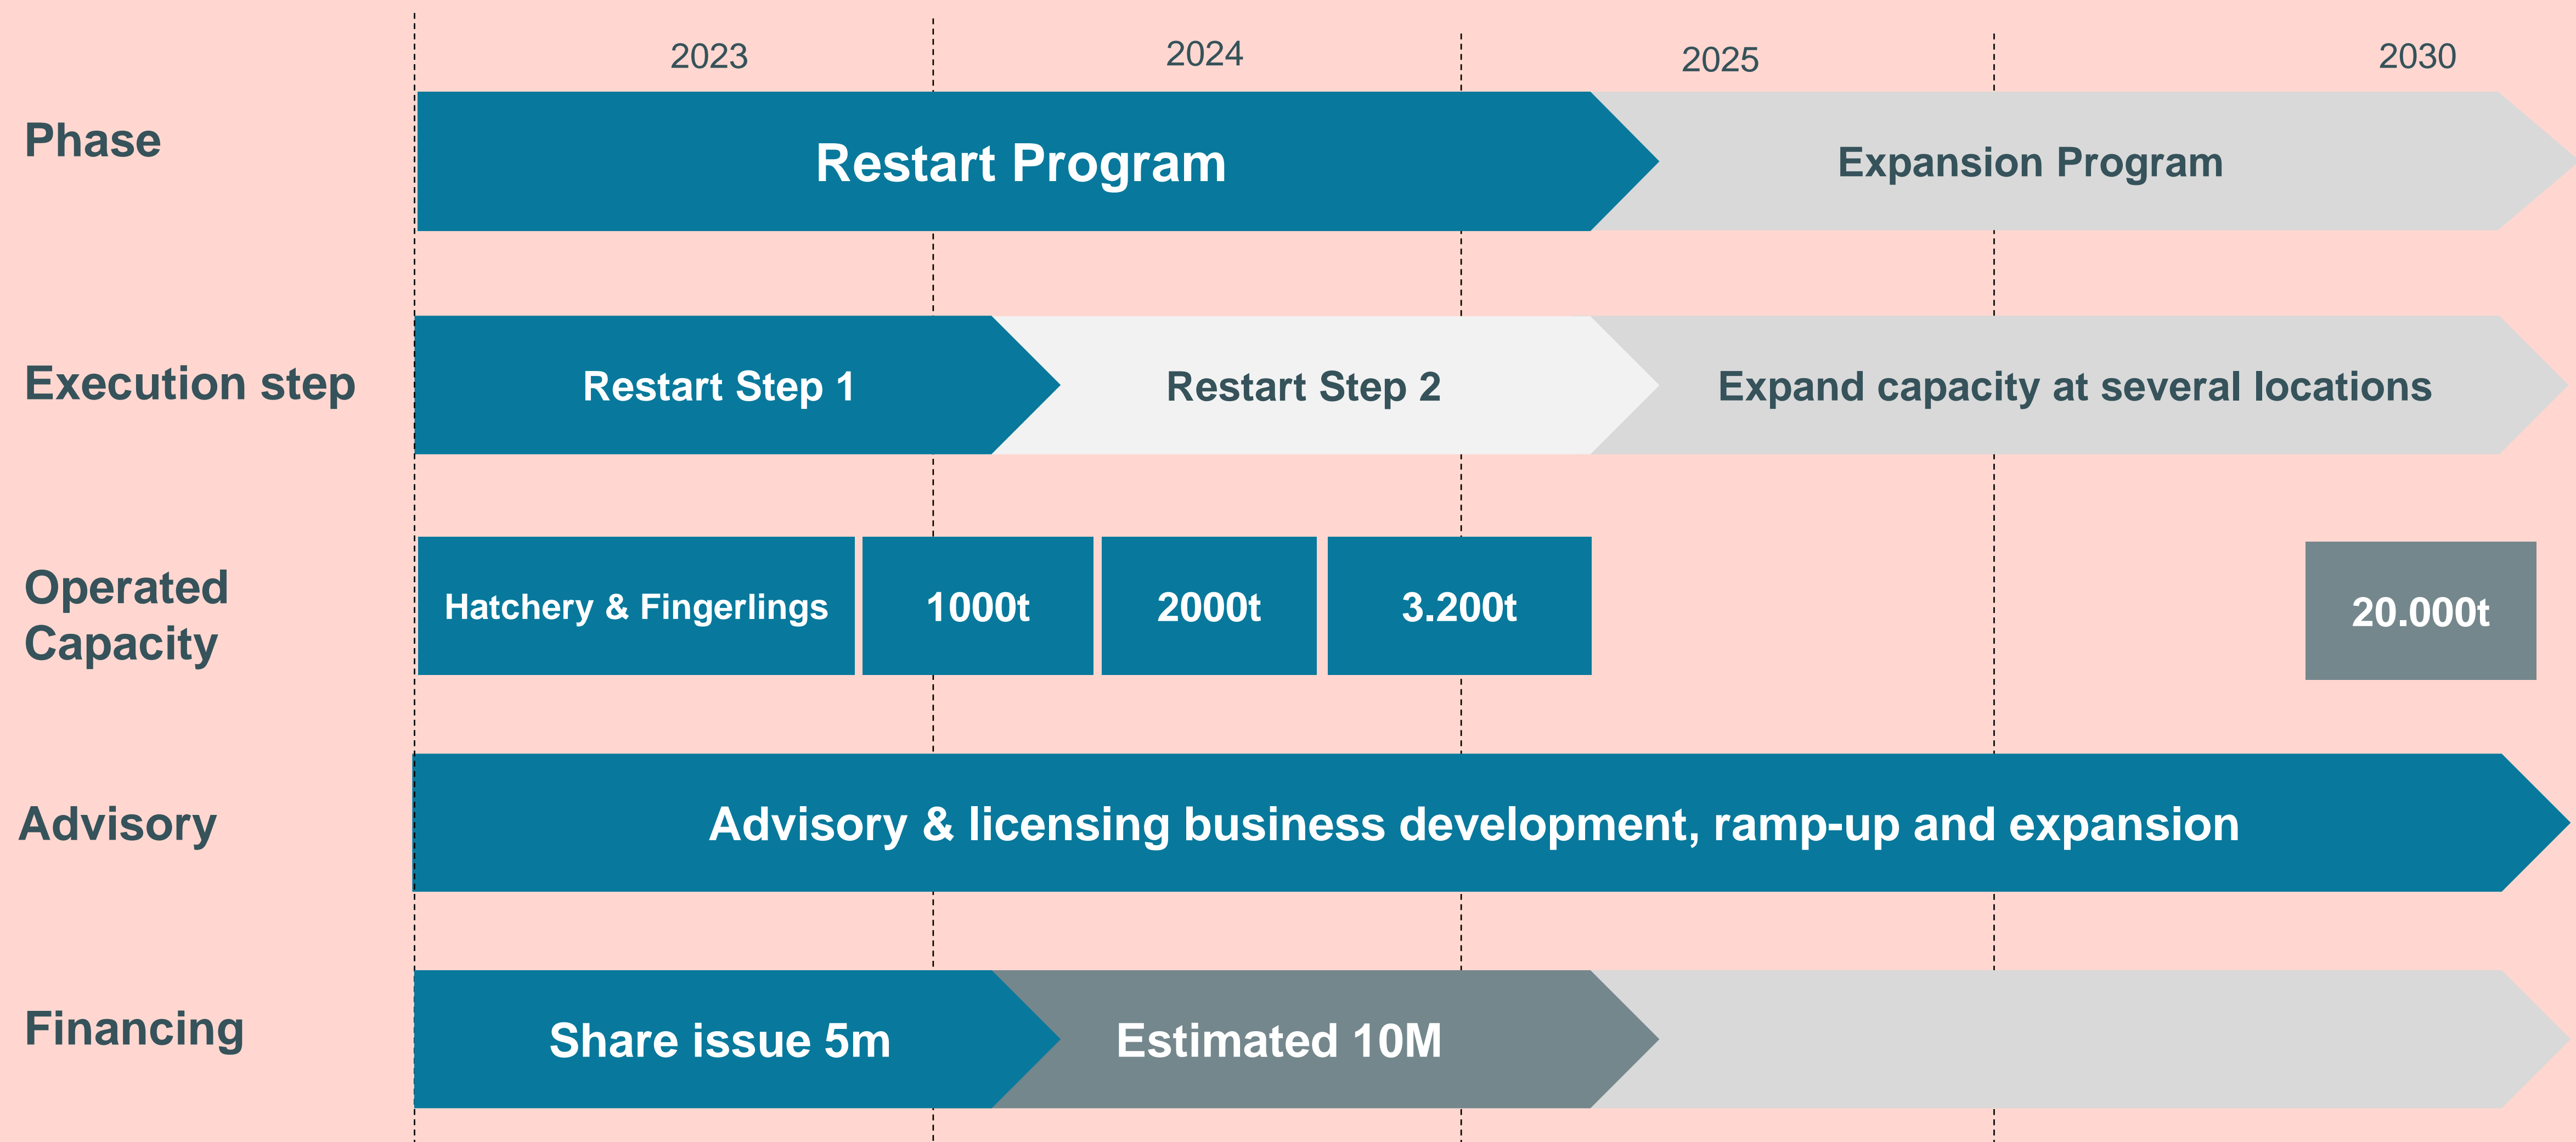 2023
2024
2025
2030
Phase
Restart Program
Expansion Program
Execution step
Restart Step 1
Restart Step 2
Expand capacity at several locations
Operated
Capacity
Hatchery & Fingerlings
1000t
2000t
3.200t
20.000t
Advisory
Advisory & licensing business development, ramp-up and expansion
Financing
Share issue 5m
Estimated 10M